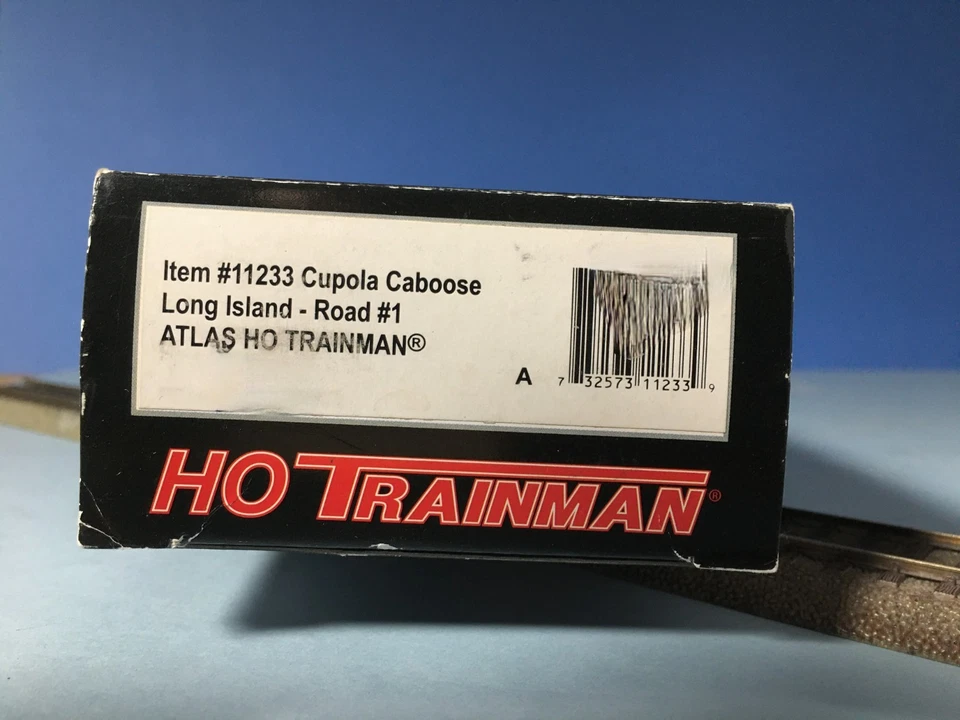 Item #11233 Cupola Caboose
Long Island - Road #1
ATLAS HO TRAINMAN®
A
7 32573 11233 9
HO TRAINMAN®